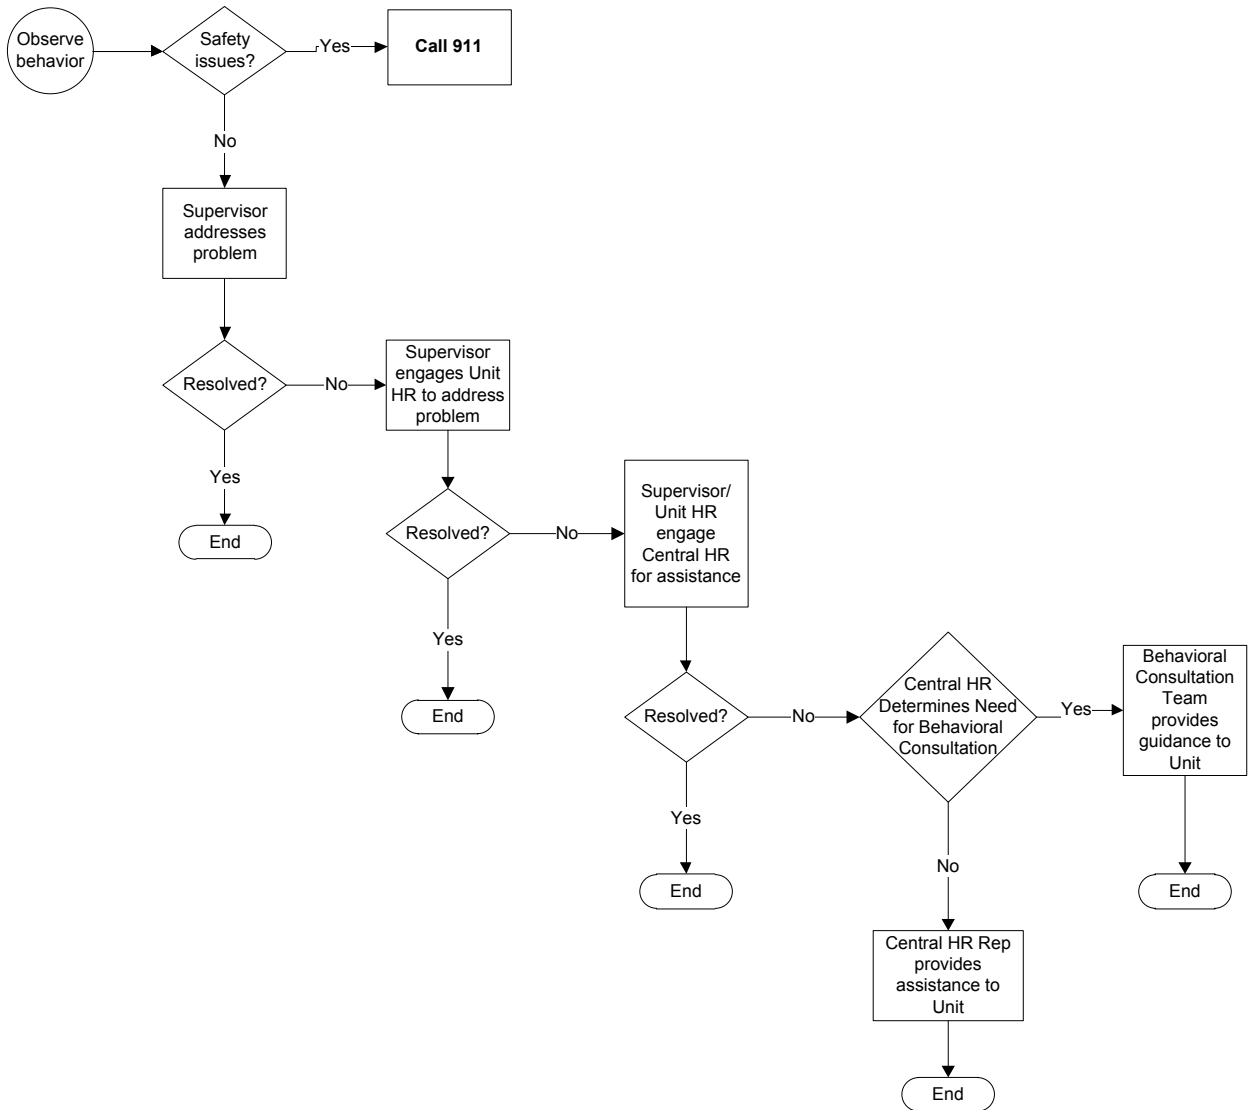 Observe
behavior
Safety
issues?
Yes
Call 911
No
Supervisor
addresses
problem
Resolved?
No
Supervisor
engages Unit
HR to address
problem
Yes
End
Resolved?
No
Supervisor/
Unit HR
engage
Central HR
for assistance
Yes
End
Resolved?
No
Central HR
Determines Need
for Behavioral
Consultation
Yes
Behavioral
Consultation
Team
provides
guidance to
Unit
Yes
End
No
End
Central HR Rep
provides
assistance to
Unit
End